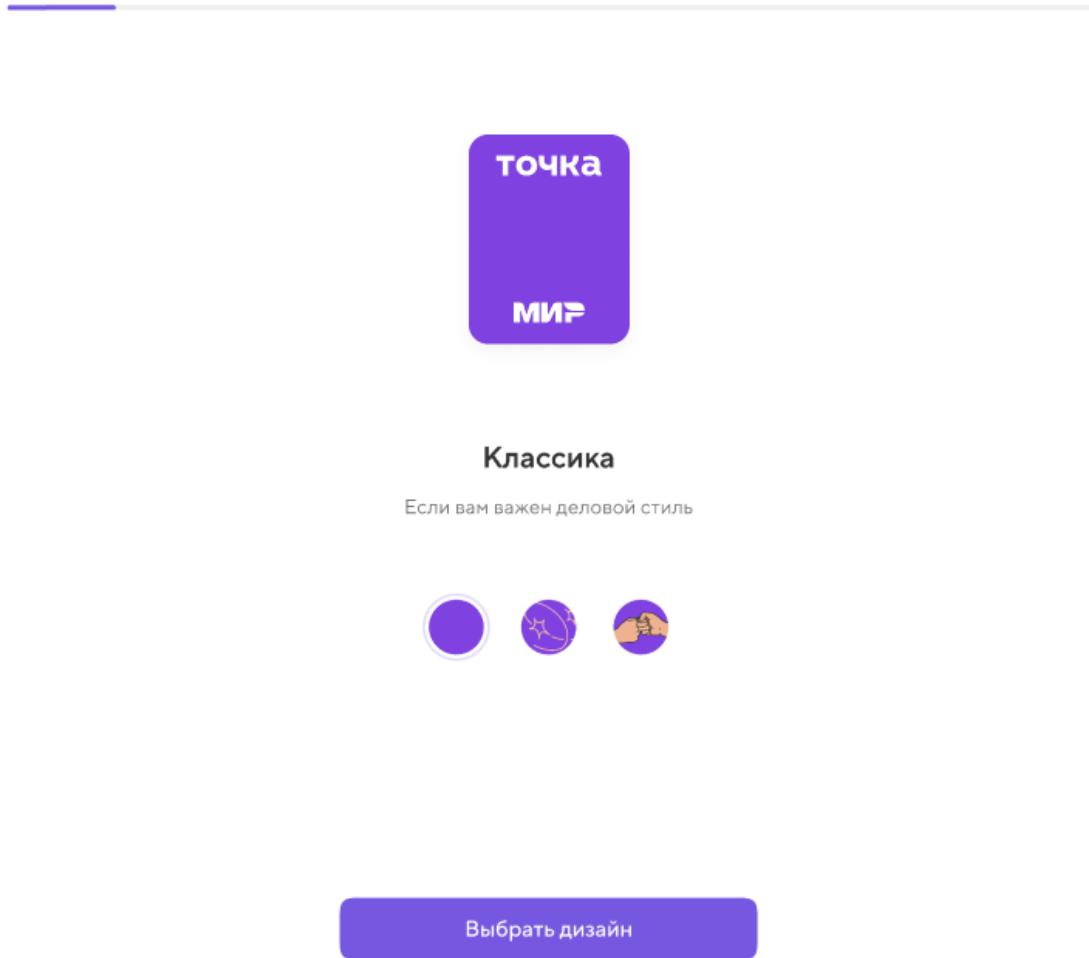 точка
МИР
Классика
Если вам важен деловой стиль
Выбрать дизайн